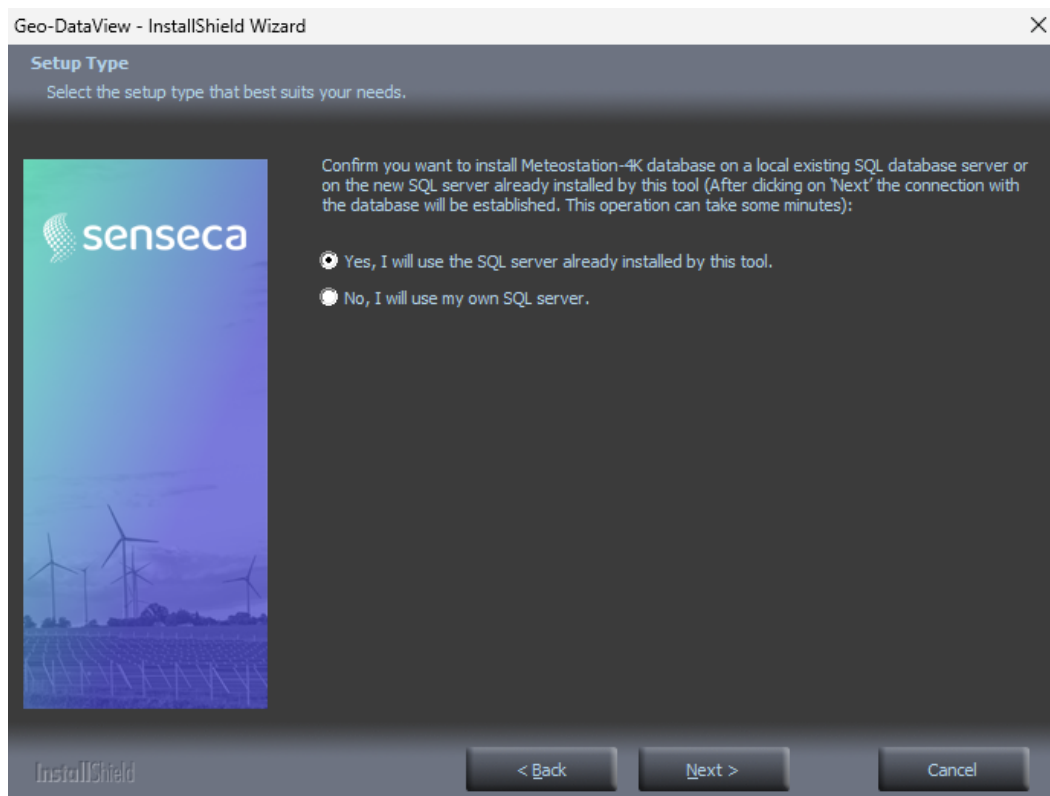 Geo-DataView - InstallShield Wizard
Setup Type
Select the setup type that best suits your needs.
Confirm you want to install Meteostation-4K database on a local existing SQL database server or
on the new SQL server already installed by this tool (After clicking on 'Next' the connection with
the database will be established. This operation can take some minutes):
senseca
Yes, I will use the SQL server already installed by this tool.
No, I will use my own SQL server.
InstallShield
< Back
Next >
Cancel